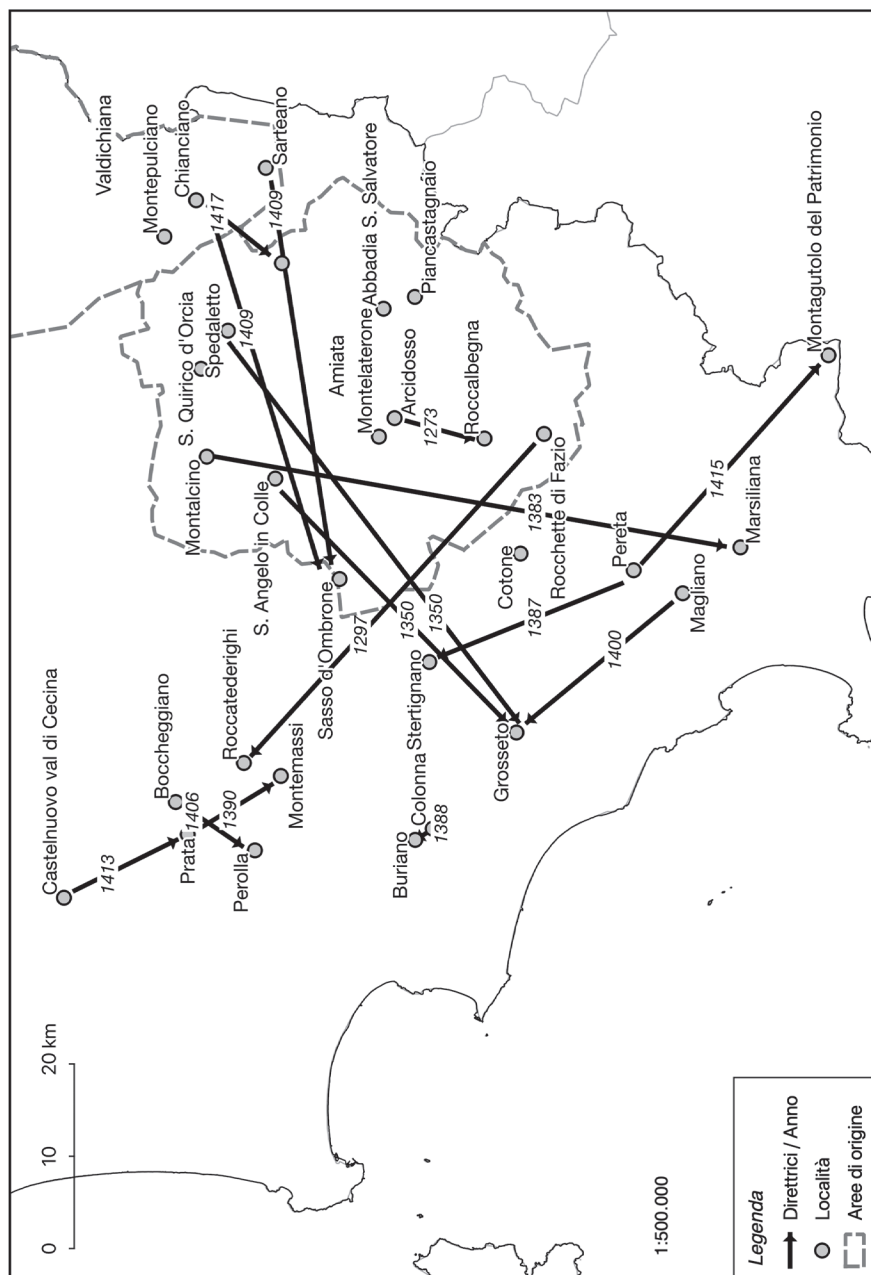 Castelnuovo val di Cecina
1413
Boccheggiano
Prata
1406
1390
Perolla
Roccatederighi
Montemassi
Buriano
Colonna
1388
Stertignano
Grosseto
Sasso d'Ombrone
1297
1350
1350
1387
1400
Magliano
Pereta
Marsiliana
1383
1415
Montagutolo del Patrimonio
Cotone
Rocchette di Fazio
Roccalbegna
1273
Arcidosso
Montelaterone
Amiata
Abbadia S. Salvatore
Piancastagnaio
Montalcino
S. Angelo in Colle
S. Quirico d'Orcia
Spedaletto
1409
1417
1409
Valdichiana
Montepulciano
Chianciano
Sarteano
0
10
20 km
1:500.000
Legenda
Direttrici / Anno
Località
Aree di origine